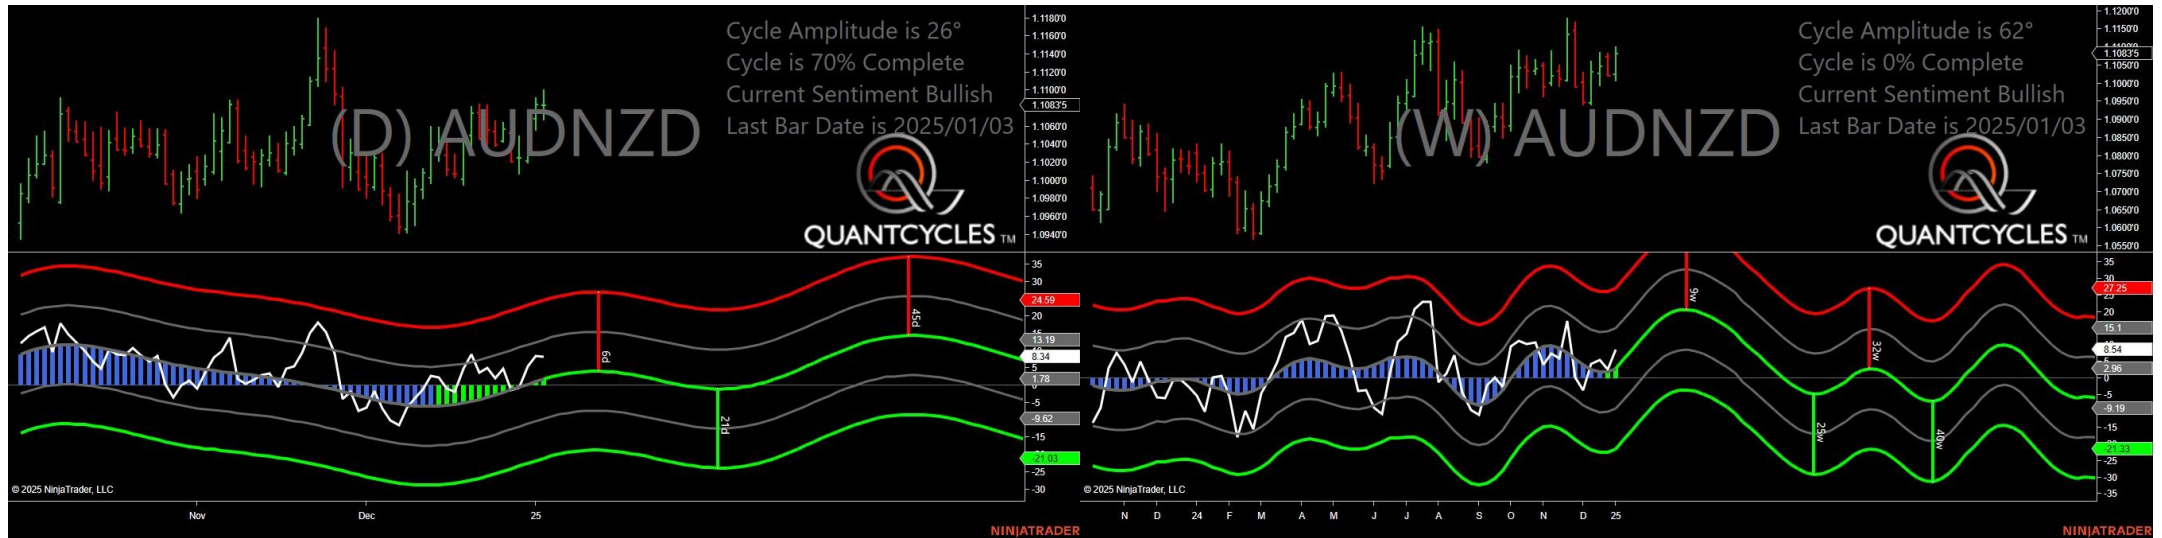 Cycle Amplitude is 26°
Cycle is 70% Complete
Current Sentiment Bullish
Last Bar Date is 2025/01/03
(D) AUDNZD
QUANTCYCLES TM
1.1180'0
1.1160'0
1.1140'0
1.1120'0
1.1100'0
1.1083'5
1.1060'0
1.1040'0
1.1020'0
1.1000'0
1.0980'0
1.0960'0
1.0940'0
35
30
24.59
20
15
13.19
8.34
5
1.78
-5
-9.62
-15
-21.03
-25
-30
6d
21d
45d
© 2025 NinjaTrader, LLC
Nov
Dec
25
NINJATRADER
Cycle Amplitude is 62°
Cycle is 0% Complete
Current Sentiment Bullish
Last Bar Date is 2025/01/03
(W) AUDNZD
QUANTCYCLES TM
1.1200'0
1.1150'0
1.1083'5
1.1050'0
1.1000'0
1.0950'0
1.0900'0
1.0850'0
1.0800'0
1.0750'0
1.0700'0
1.0650'0
1.0600'0
1.0550'0
35
30
27.25
25
20
15.1
8.54
2.96
0
-5
-9.19
-15
-21.33
-25
-30
-35
9w
25w
32w
40w
© 2025 NinjaTrader, LLC
N
D
24
F
M
A
M
J
J
A
S
O
N
D
25
NINJATRADER